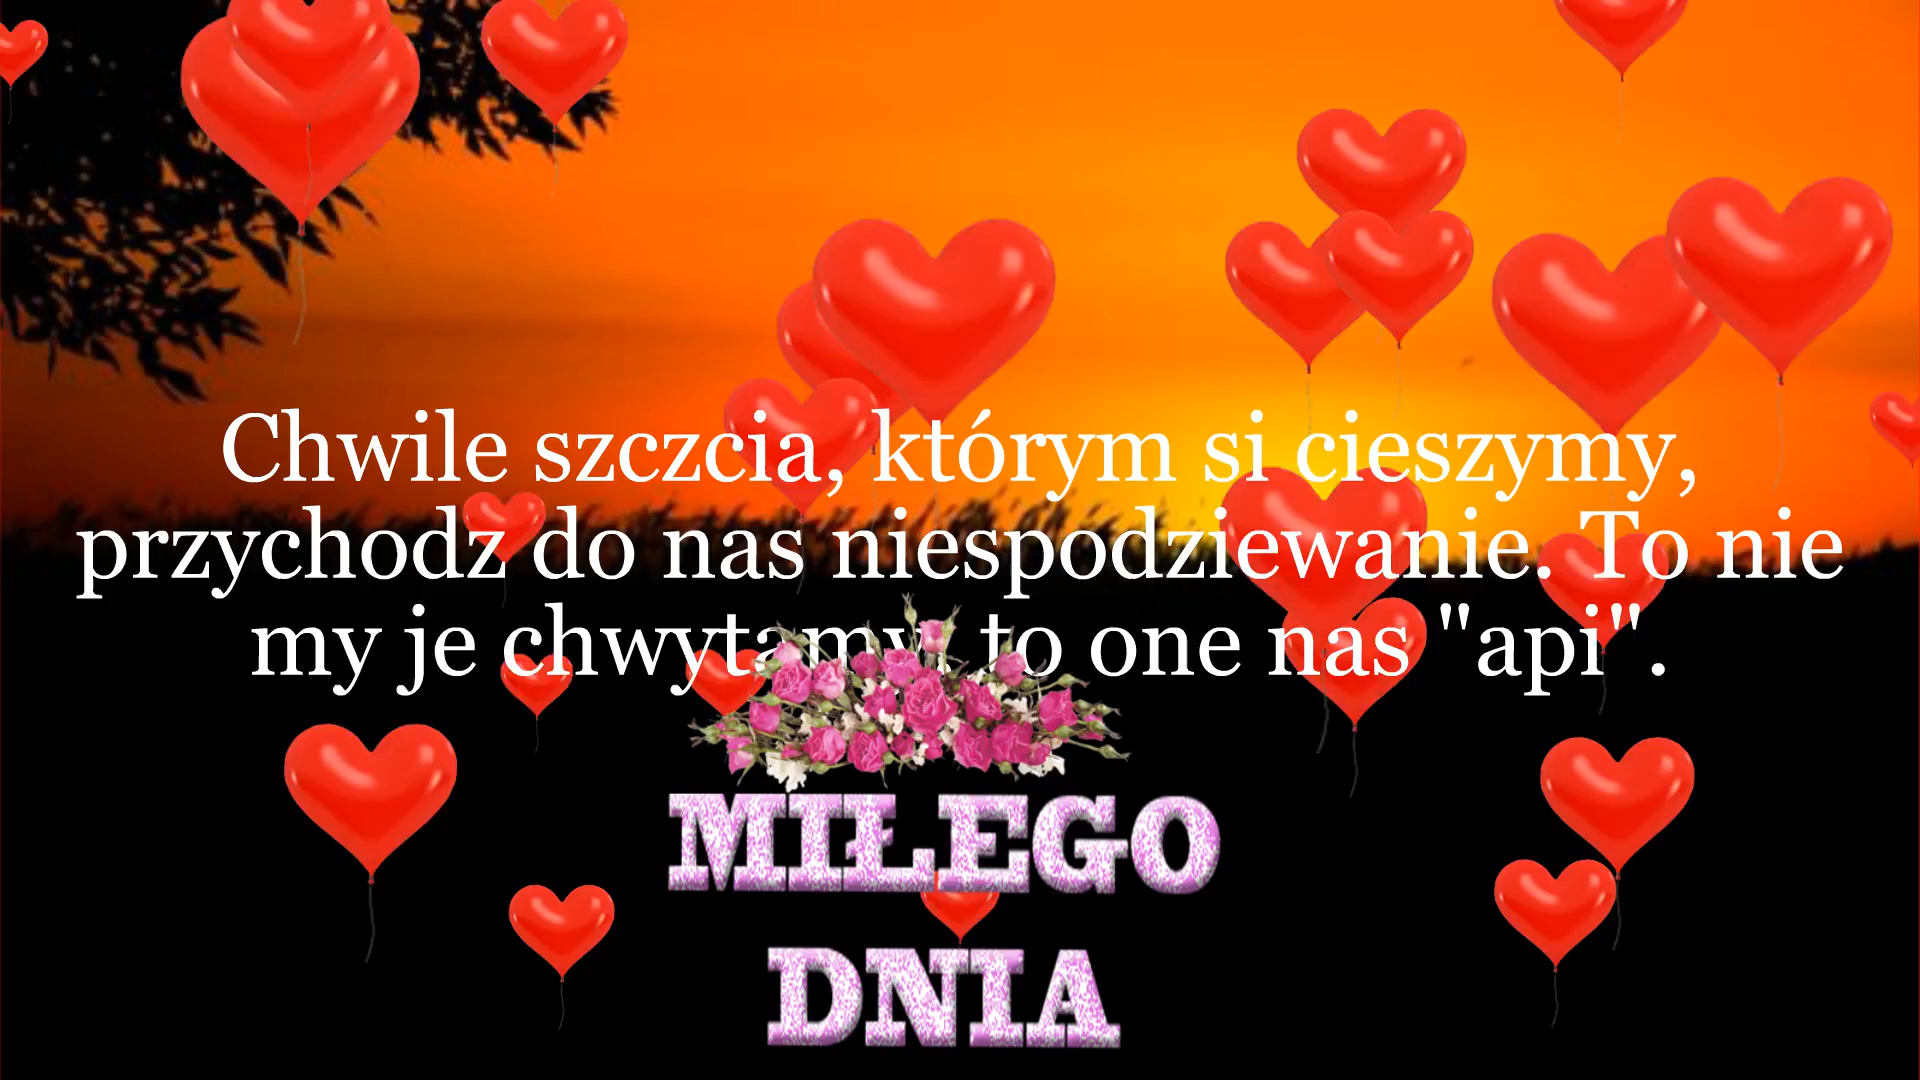 Chwile szczcia, którym si cieszymy,
przychodz do nas niespodziewanie. To nie
my je chwytamy, to one nas "api".
MIŁEGO
DNIA